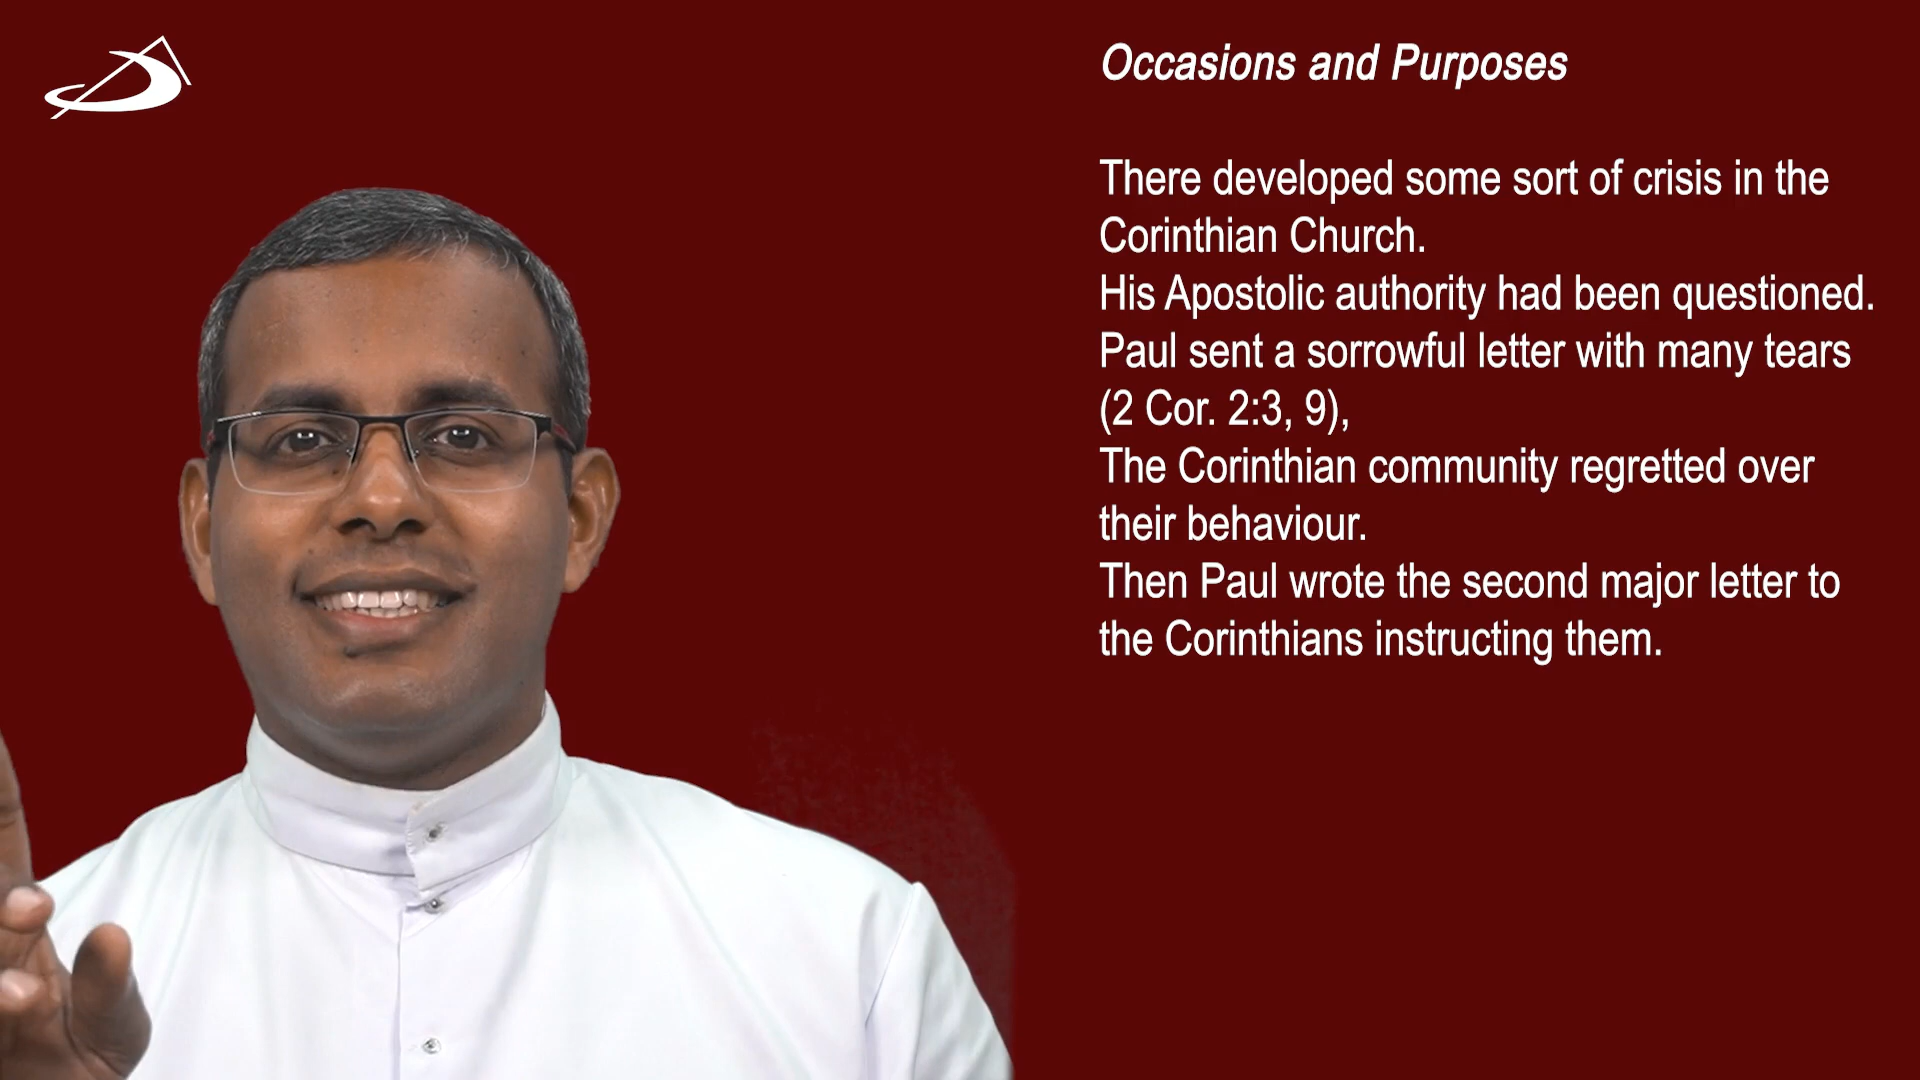 Occasions and Purposes
There developed some sort of crisis in the
Corinthian Church.
His Apostolic authority had been questioned.
Paul sent a sorrowful letter with many tears
(2 Cor. 2:3, 9),
The Corinthian community regretted over
their behaviour.
Then Paul wrote the second major letter to
the Corinthians instructing them.